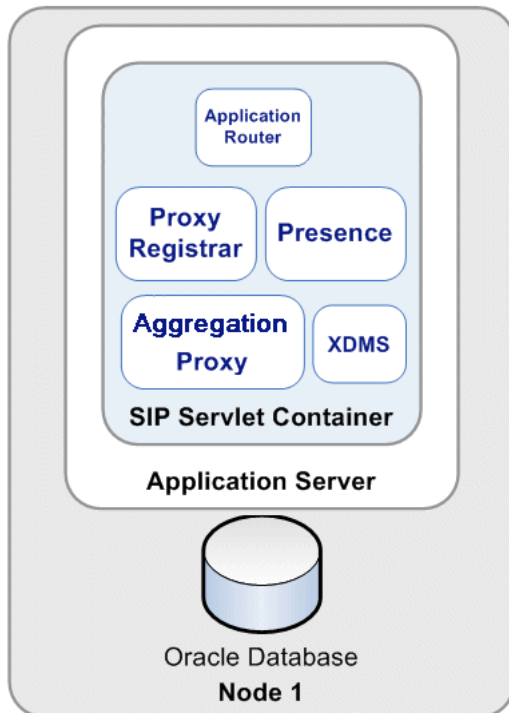 Application
Router
Proxy
Registrar
Presence
Aggregation
Proxy
XDMS
SIP Servlet Container
Application Server
Oracle Database
Node 1